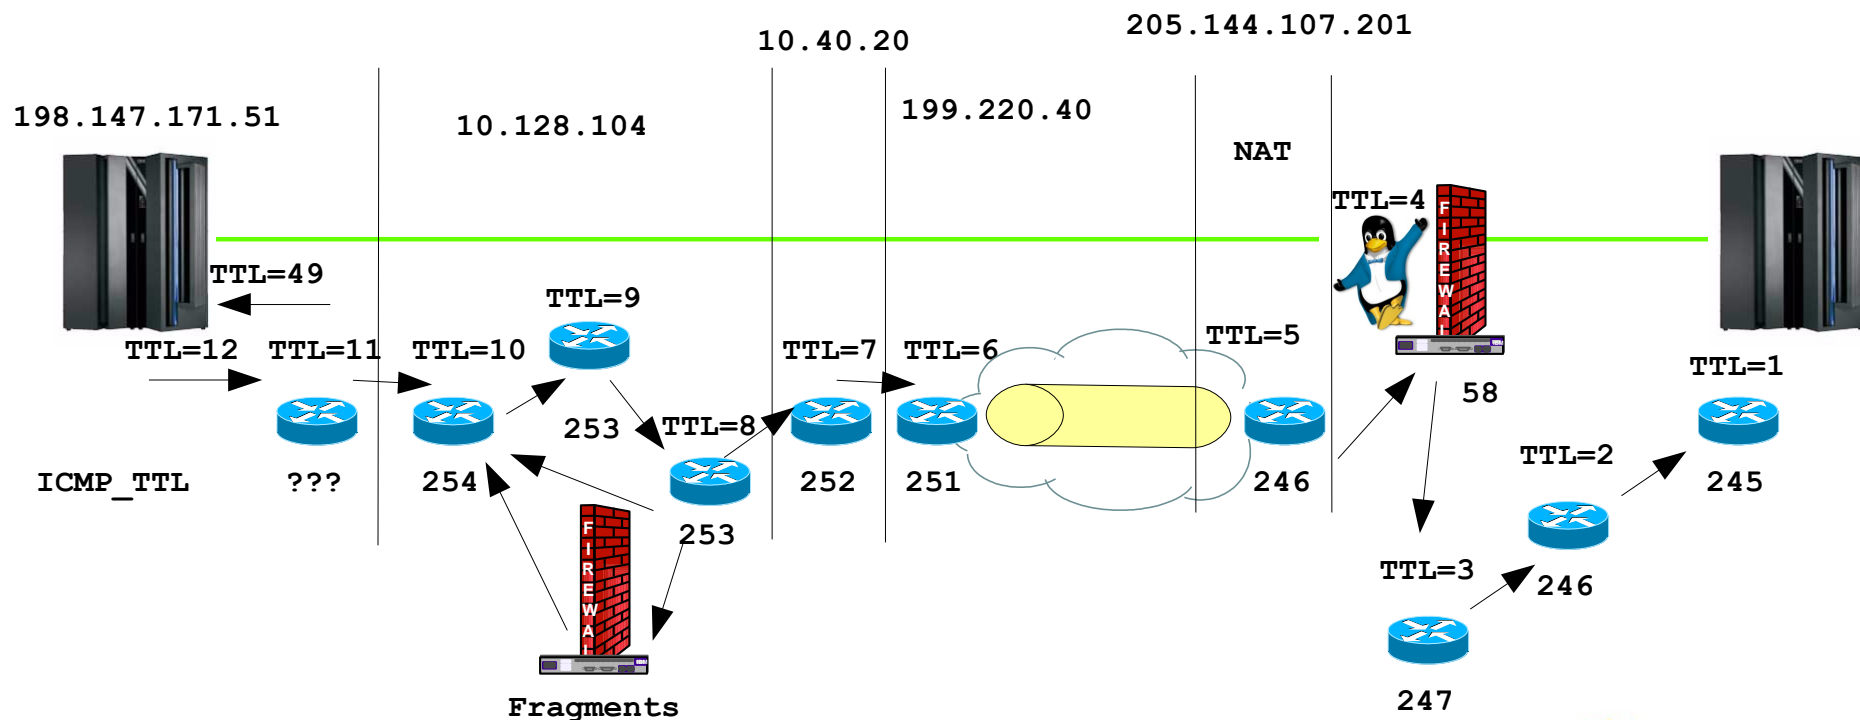 205.144.107.201
10.40.20
198.147.171.51
10.128.104
199.220.40
NAT
TTL=4
FIREWAL
TTL=49
TTL=9
TTL=12
TTL=11
TTL=10
TTL=7
TTL=6
TTL=5
TTL=1
58
253
TTL=8
TTL=2
ICMP_TTL
???
254
252
251
246
245
253
FIREWAL
TTL=3
246
247
Fragments